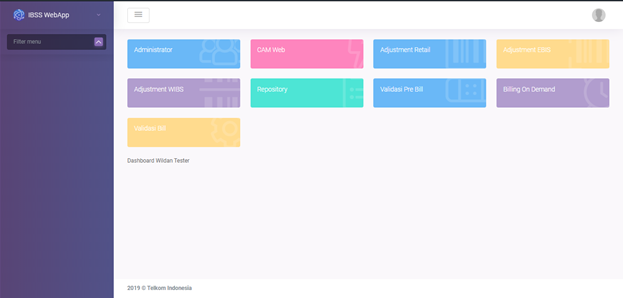 IBSS WebApp
Filter menu
Administrator
CAM Web
Adjustment Retail
Adjustment EBIS
Adjustment WIBS
Repository
Validasi Pre Bill
Billing On Demand
Validasi Bill
Dashboard Wildan Tester
2019 © Telkom Indonesia